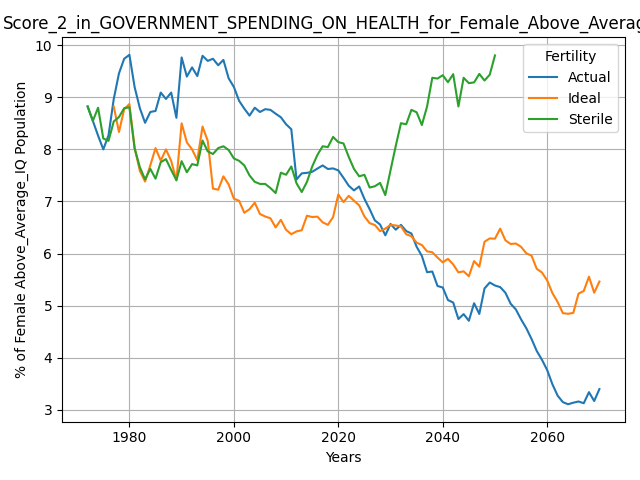 Score_2_in_GOVERNMENT_SPENDING_ON_HEALTH_for_Female_Above_Averag
Fertility
Actual
Ideal
Sterile
% of Female Above_Average_IQ Population
10
9
8
7
6
5
4
3
1980 2000 2020 2040 2060
Years